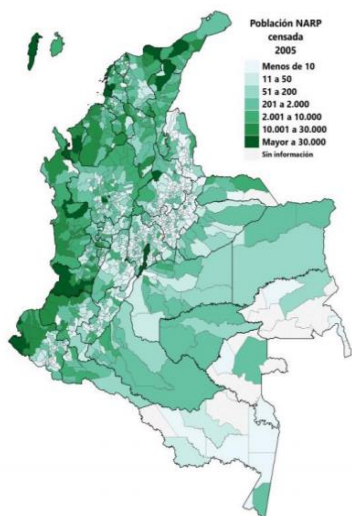 Población NARP
censada
2005
Menos de 10
11 a 50
51 a 200
201 a 2.000
2.001 a 10.000
10.001 a 30.000
Mayor a 30.000
Sin información